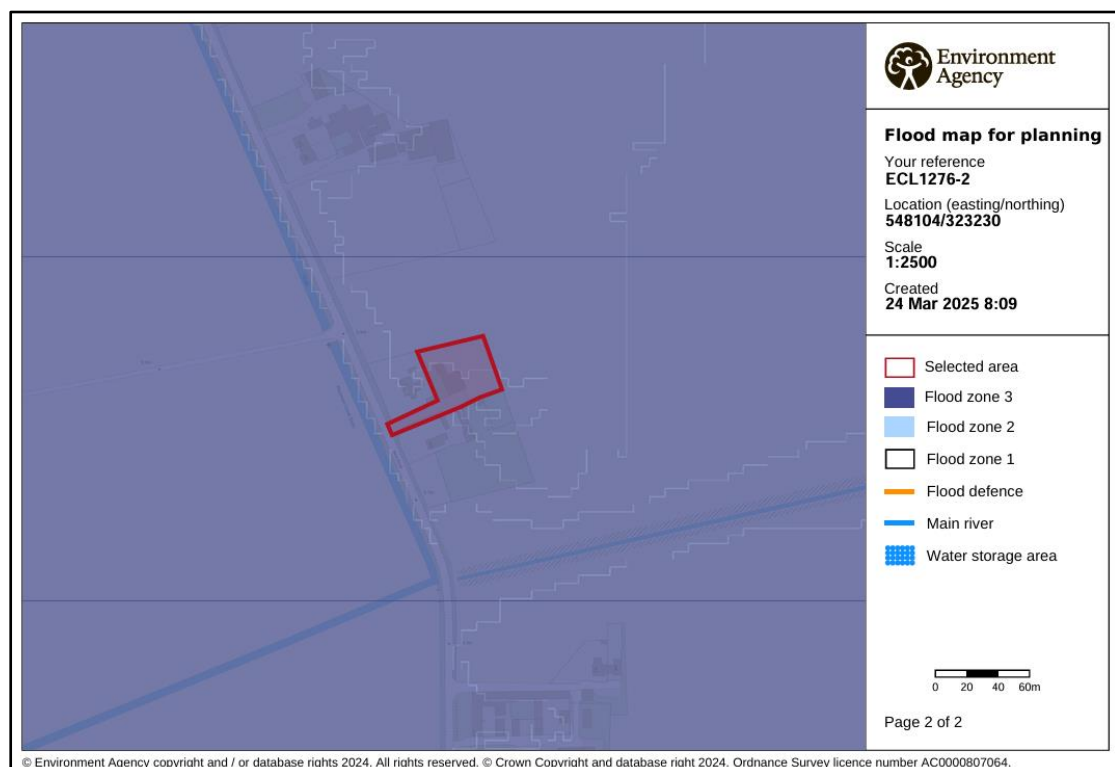 Environment
Agency
Flood map for planning
Your reference
ECL1276-2
Location (easting/northing)
548104/323230
Scale
1:2500
Created
24 Mar 2025 8:09
Selected area
Flood zone 3
Flood zone 2
Flood zone 1
Flood defence
Main river
Water storage area
0 20 40 60m
Page 2 of 2
© Environment Agency copyright and / or database rights 2024. All rights reserved. © Crown Copyright and database right 2024. Ordnance Survey licence number AC0000807064.